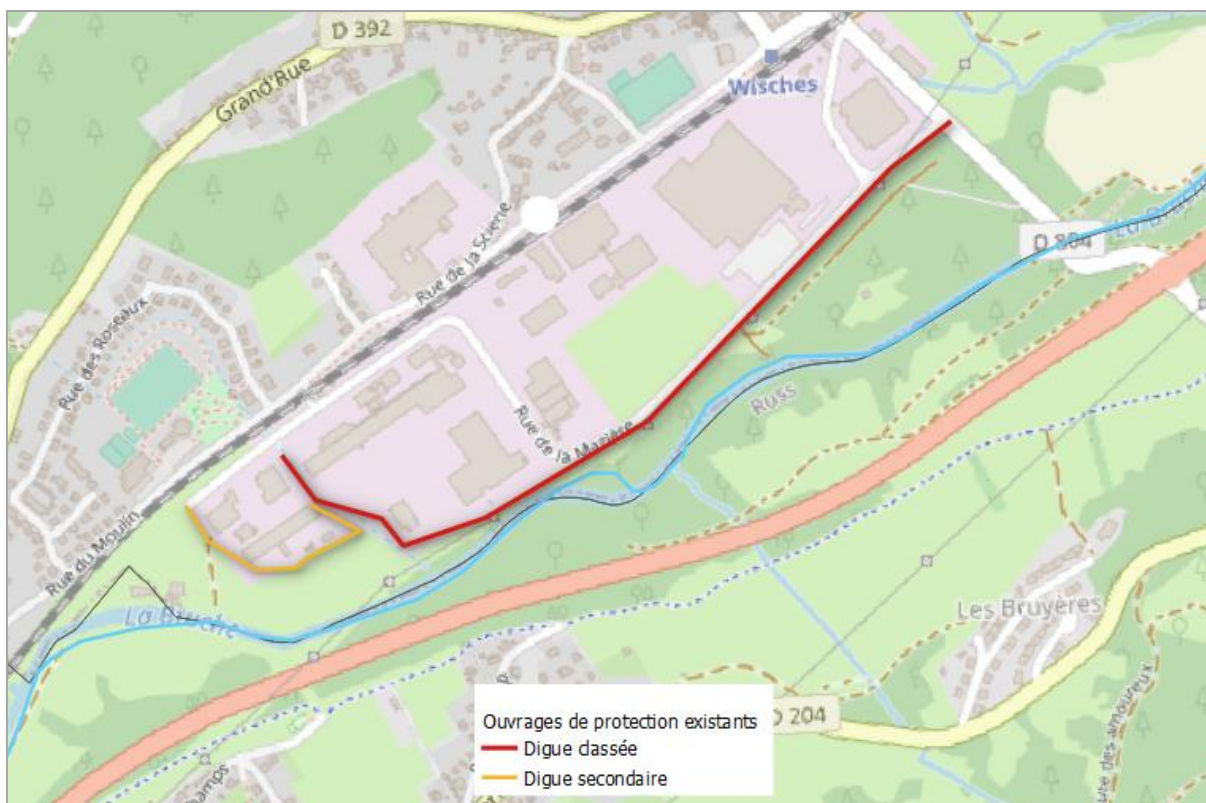 D 392
Grand'Rue
Wisches
Rue de la Scierie
D 804
Rue des Roseaux
Russ
Rue de la Mazière
Rue du Moulin
La Bruche
Les Bruyères
Ouvrages de protection existants
D 204
Digue classée
Digue secondaire